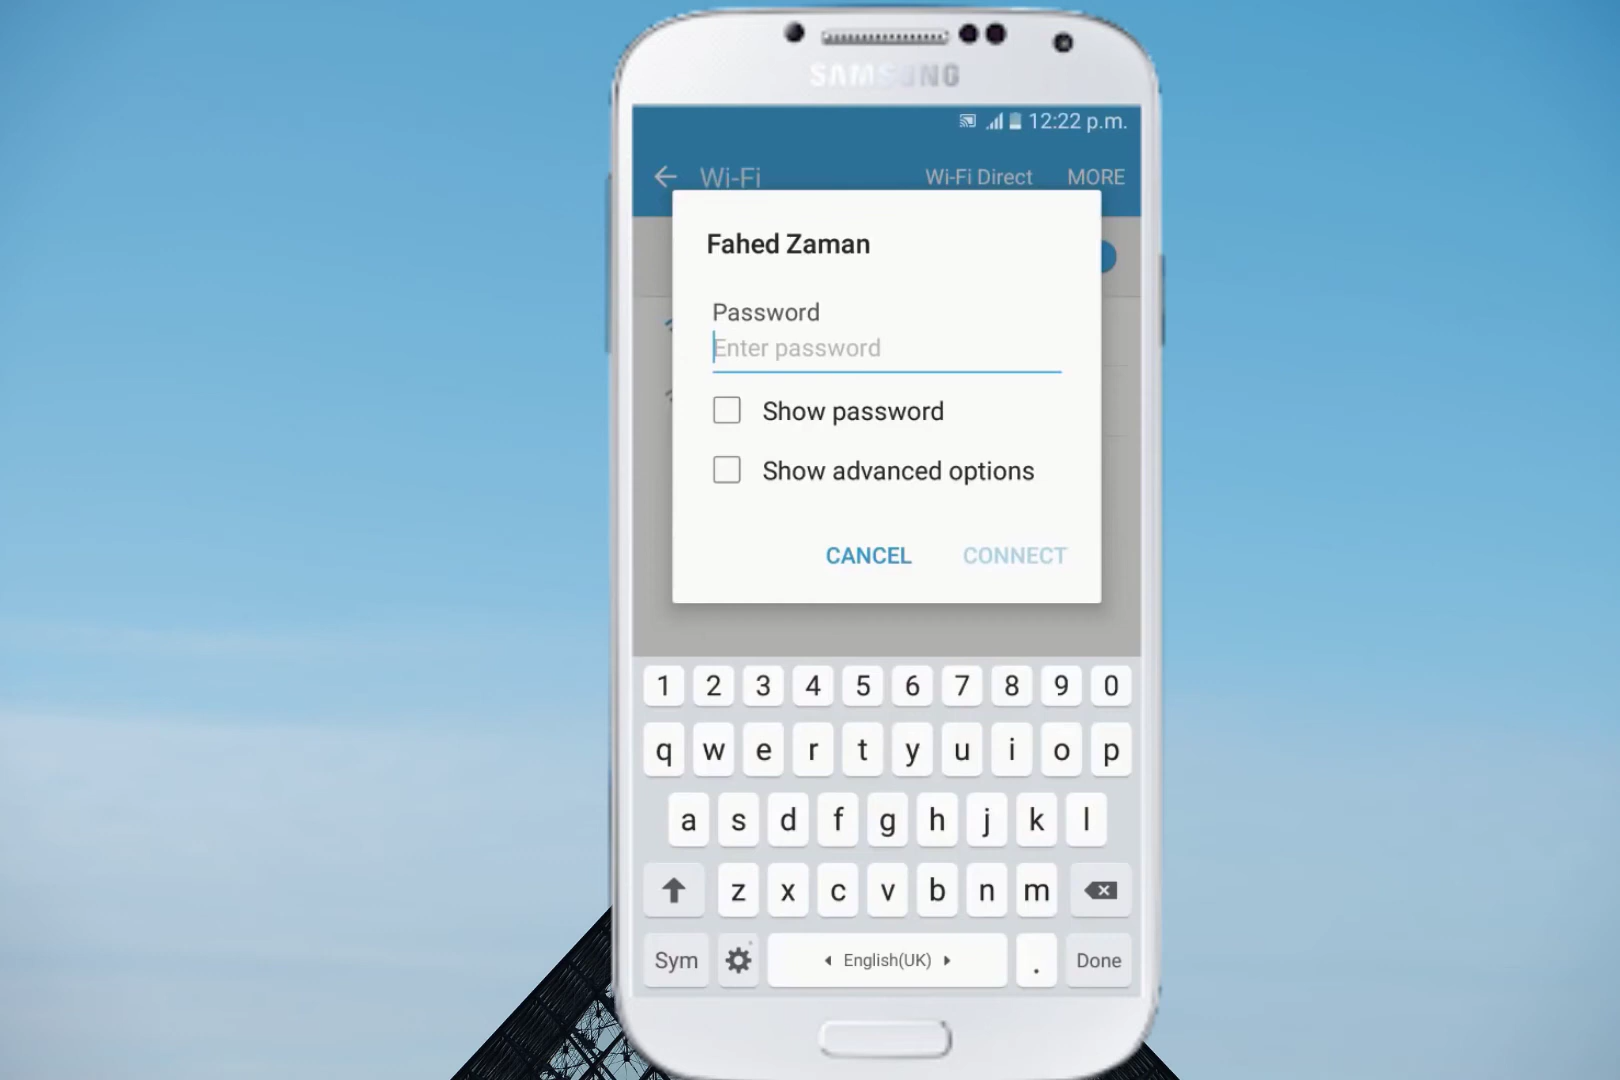 SAMSUNG
12:22 p.m.
Wi-Fi Wi-Fi Direct MORE
Fahed Zaman
Password
Enter password
Show password
Show advanced options
CANCEL CONNECT
1 2 3 4 5 6 7 8 9 0
q w e r t y u i o p
a s d f g h j k l
z x c v b n m
Sym English(UK) . Done